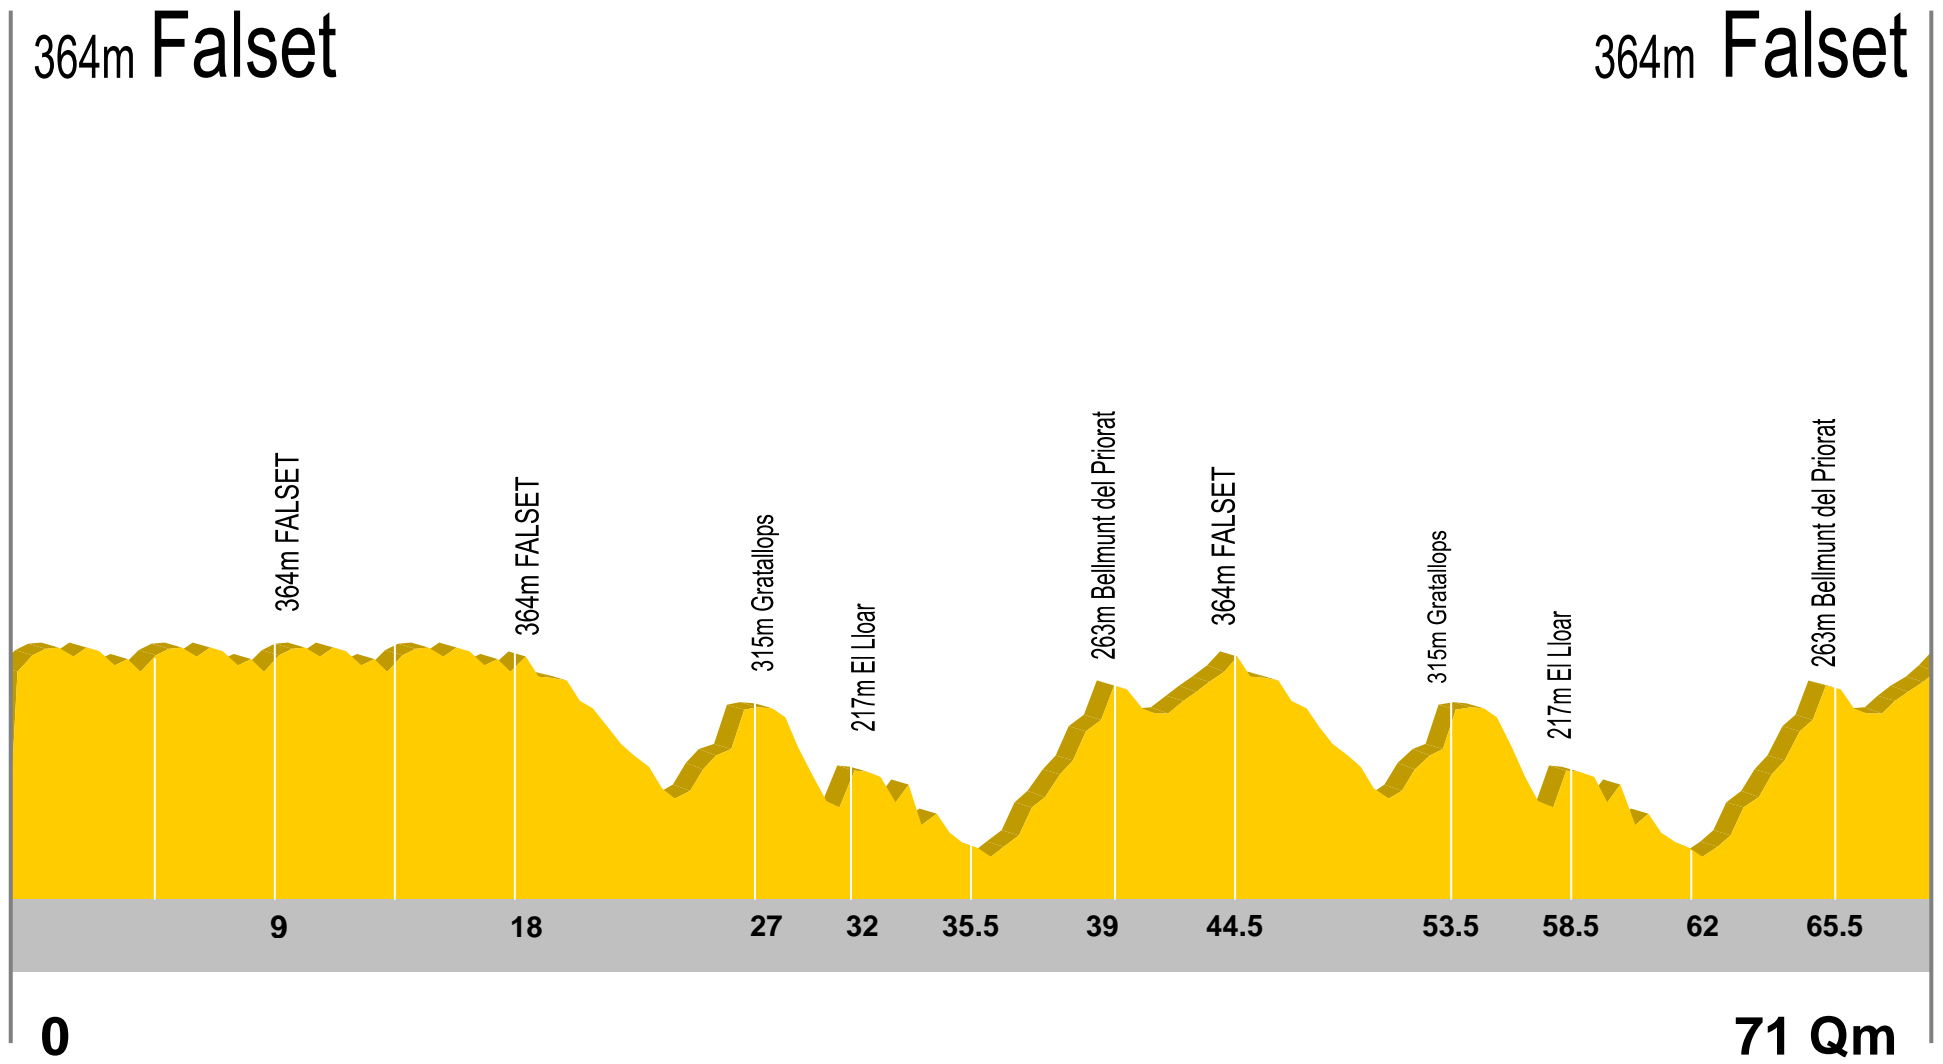 364m Falset
364m Falset
364m FALSET
364m FALSET
315m Gratallops
217m El Lloar
263m Bellmunt del Priorat
364m FALSET
315m Gratallops
217m El Lloar
263m Bellmunt del Priorat
9 18 27 32 35.5 39 44.5 53.5 58.5 62 65.5
0
71 Qm